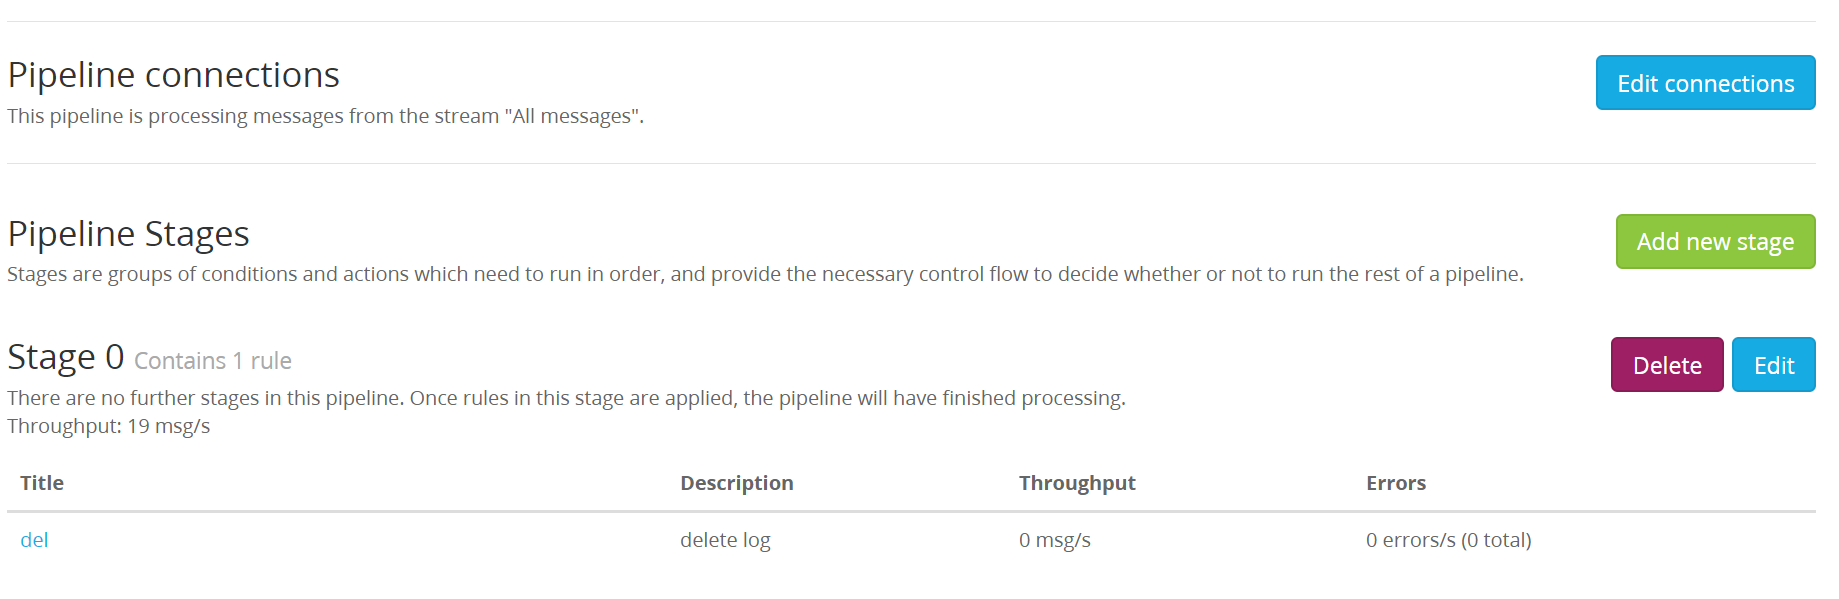 Pipeline connections
Edit connections
This pipeline is processing messages from the stream "All messages".
Pipeline Stages
Add new stage
Stages are groups of conditions and actions which need to run in order, and provide the necessary control flow to decide whether or not to run the rest of a pipeline.
Stage 0 Contains 1 rule
Delete Edit
There are no further stages in this pipeline. Once rules in this stage are applied, the pipeline will have finished processing.
Throughput: 19 msg/s
Title Description Throughput Errors
del delete log 0 msg/s 0 errors/s (0 total)